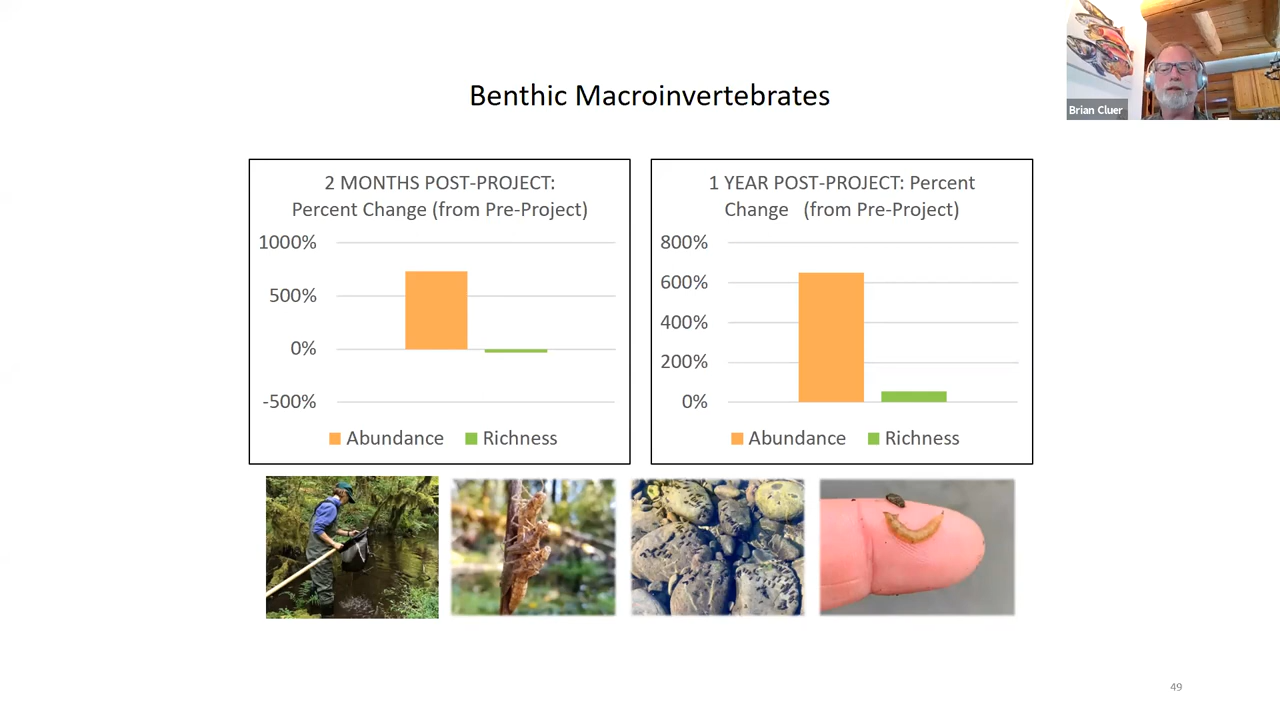 Benthic Macroinvertebrates
Brian Cluer
2 MONTHS POST-PROJECT:
Percent Change (from Pre-Project)
1000%
500%
0%
-500%
Abundance Richness
1 YEAR POST-PROJECT: Percent
Change (from Pre-Project)
800%
600%
400%
200%
0%
Abundance Richness
49